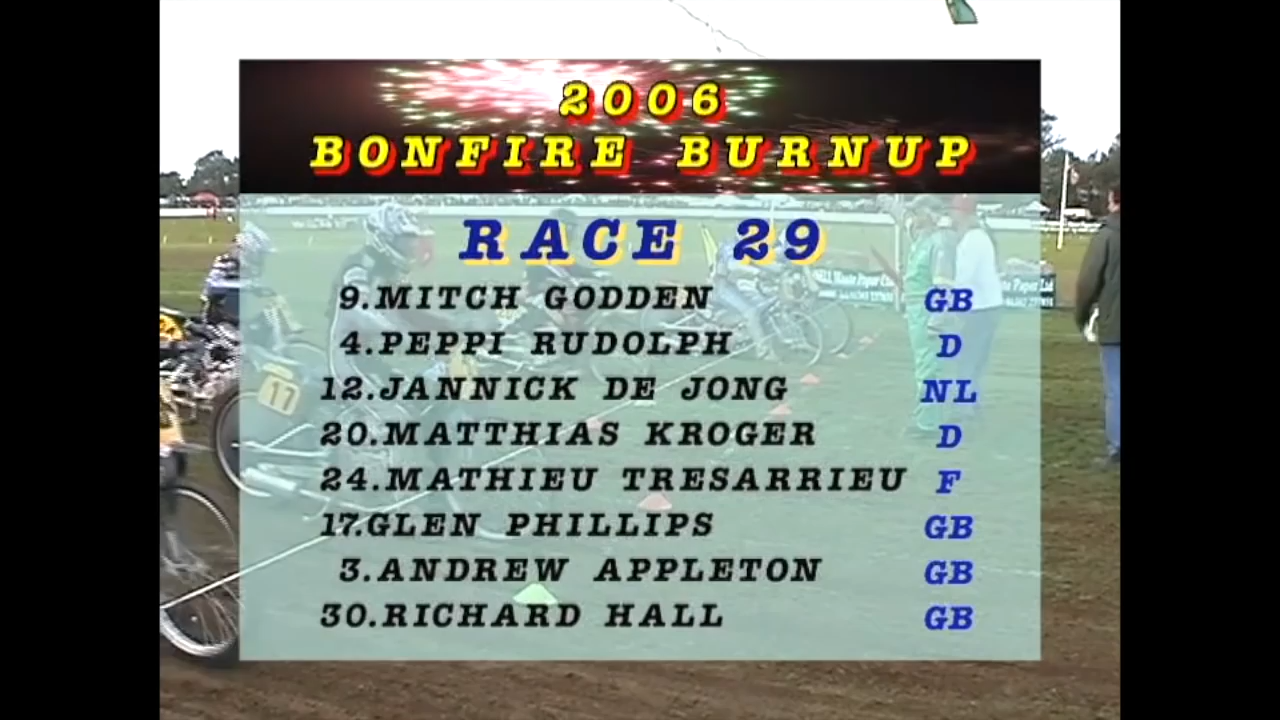 2006
BONFIRE BURNUP
RACE 29
9.MITCH GODDEN GB
4.PEPPI RUDOLPH D
12.JANNICK DE JONG NL
20.MATTHIAS KROGER D
24.MATHIEU TRESARRIEU F
17.GLEN PHILLIPS GB
3.ANDREW APPLETON GB
30.RICHARD HALL GB
17